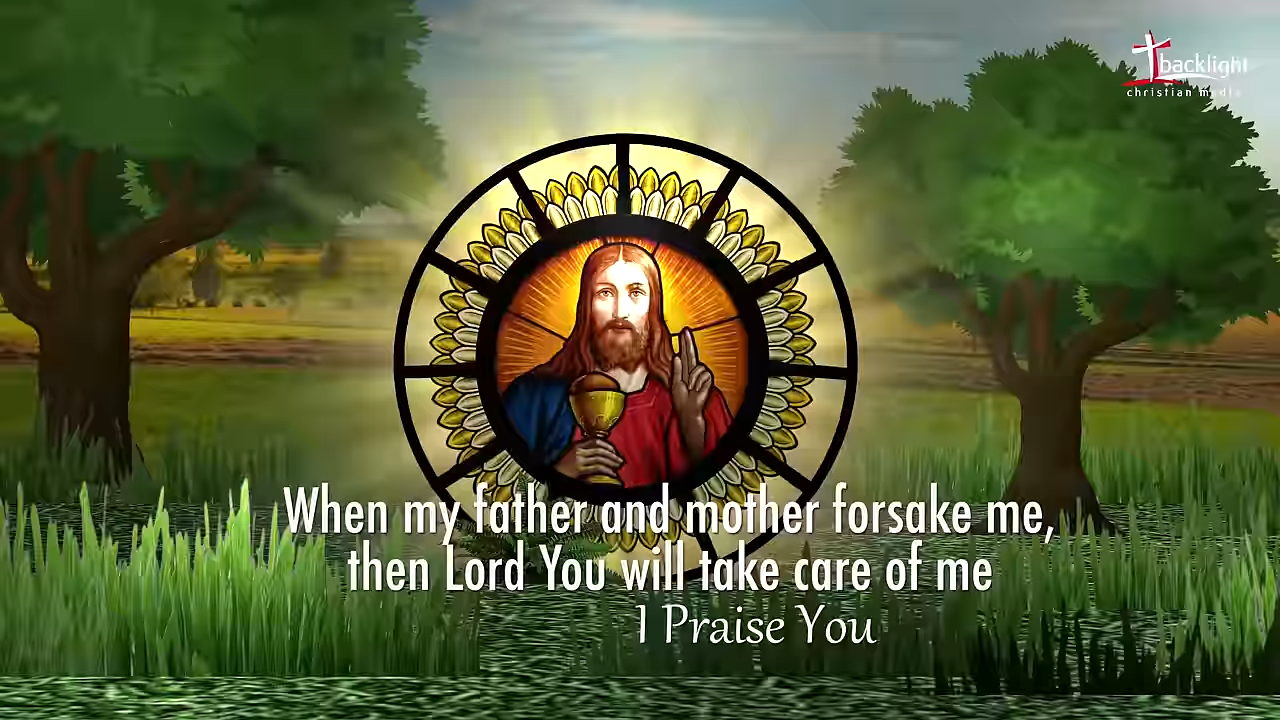 backlight
christian media
When my father and mother forsake me,
then Lord You will take care of me
I Praise You